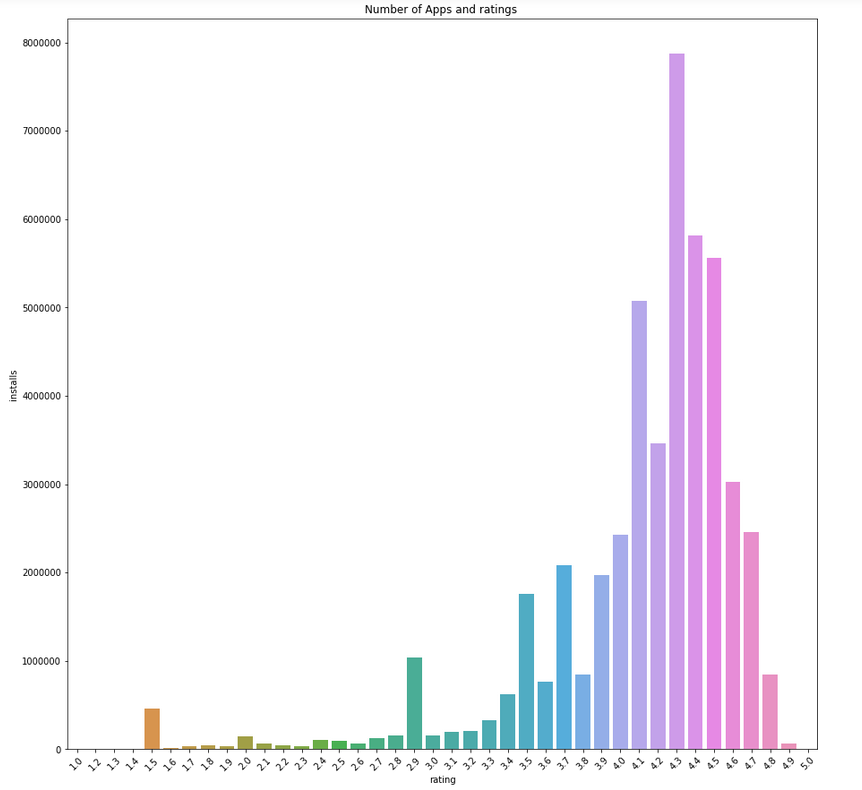 Number of Apps and ratings
8000000
7000000
6000000
5000000
4000000
3000000
2000000
1000000
0
installs
1.0 1.2 1.3 1.4 1.5 1.6 1.7 1.8 1.9 2.0 2.1 2.2 2.3 2.4 2.5 2.6 2.7 2.8 2.9 3.0 3.1 3.2 3.3 3.4 3.5 3.6 3.7 3.8 3.9 4.0 4.1 4.2 4.3 4.4 4.5 4.6 4.7 4.8 4.9 5.0
rating